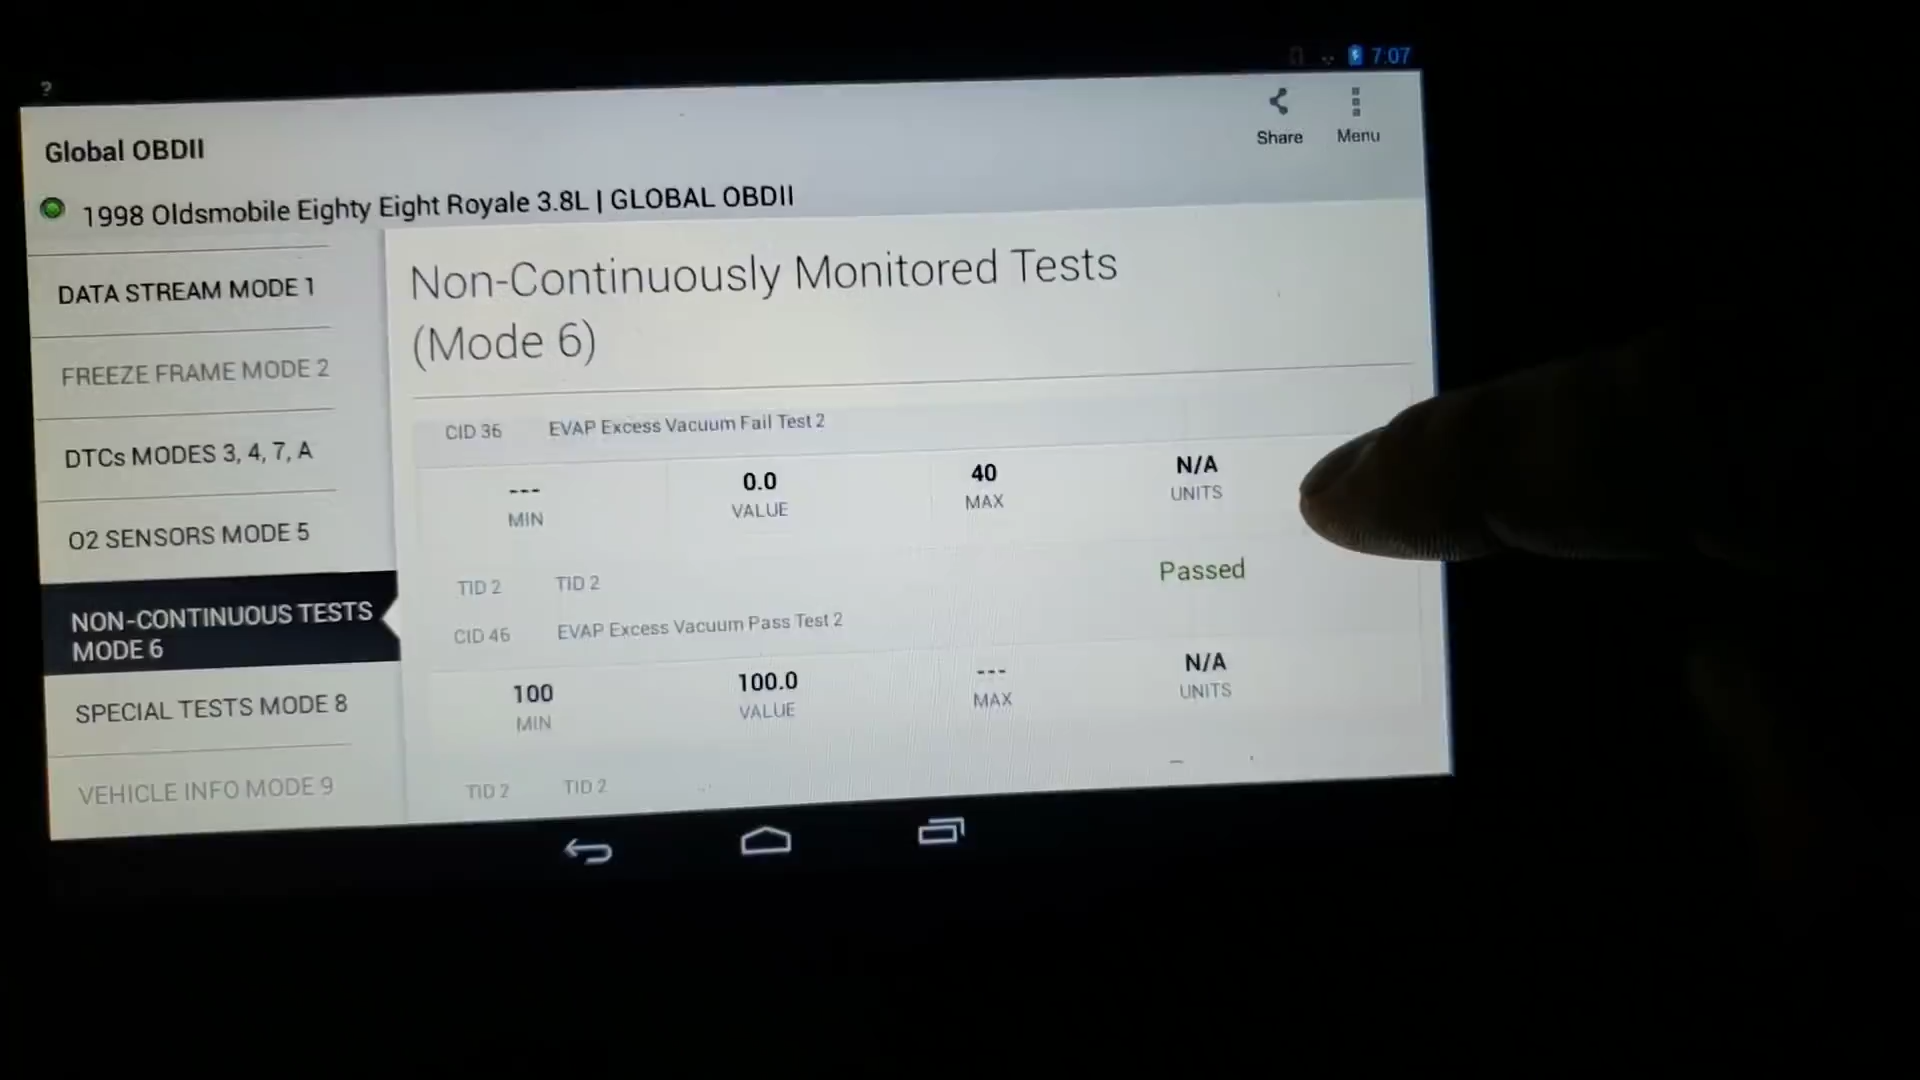 ?
7:07
Global OBDII
Share
Menu
1998 Oldsmobile Eighty Eight Royale 3.8L | GLOBAL OBDII
DATA STREAM MODE 1
FREEZE FRAME MODE 2
DTCs MODES 3, 4, 7, A
O2 SENSORS MODE 5
NON-CONTINUOUS TESTS
MODE 6
SPECIAL TESTS MODE 8
VEHICLE INFO MODE 9
Non-Continuously Monitored Tests
(Mode 6)
CID 36 EVAP Excess Vacuum Fail Test 2
--- 0.0 40 N/A
MIN VALUE MAX UNITS
TID 2 TID 2 Passed
CID 46 EVAP Excess Vacuum Pass Test 2
100 100.0 --- N/A
MIN VALUE MAX UNITS
TID 2 TID 2